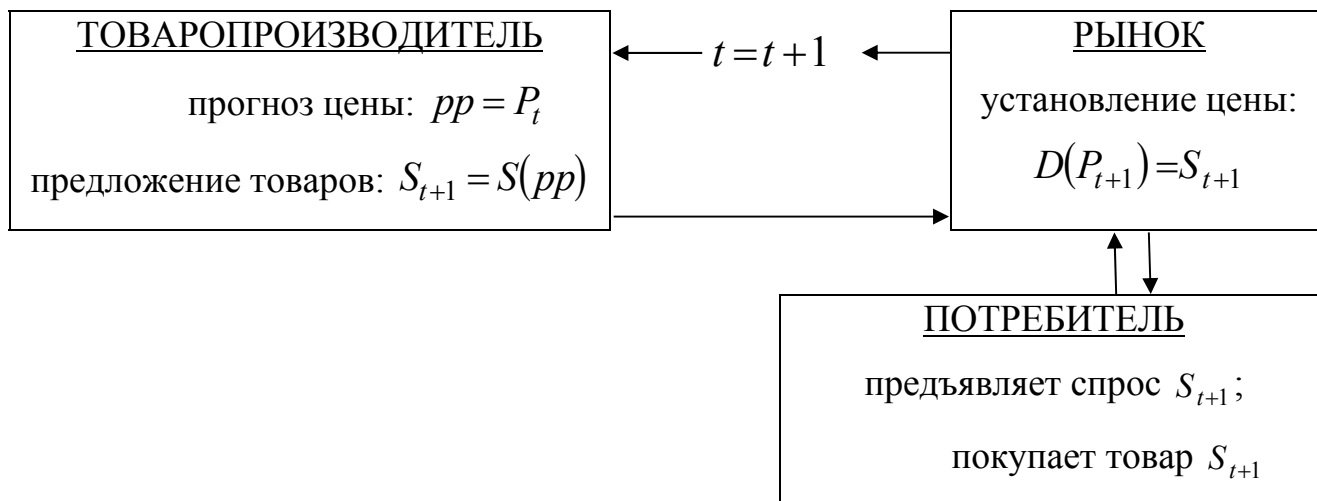 ТОВАРОПРОИЗВОДИТЕЛЬ
прогноз цены: pp = P_t
предложение товаров: S_{t+1} = S(pp)
t = t + 1
РЫНОК
установление цены:
D(P_{t+1}) = S_{t+1}
ПОТРЕБИТЕЛЬ
предъявляет спрос S_{t+1};
покупает товар S_{t+1}